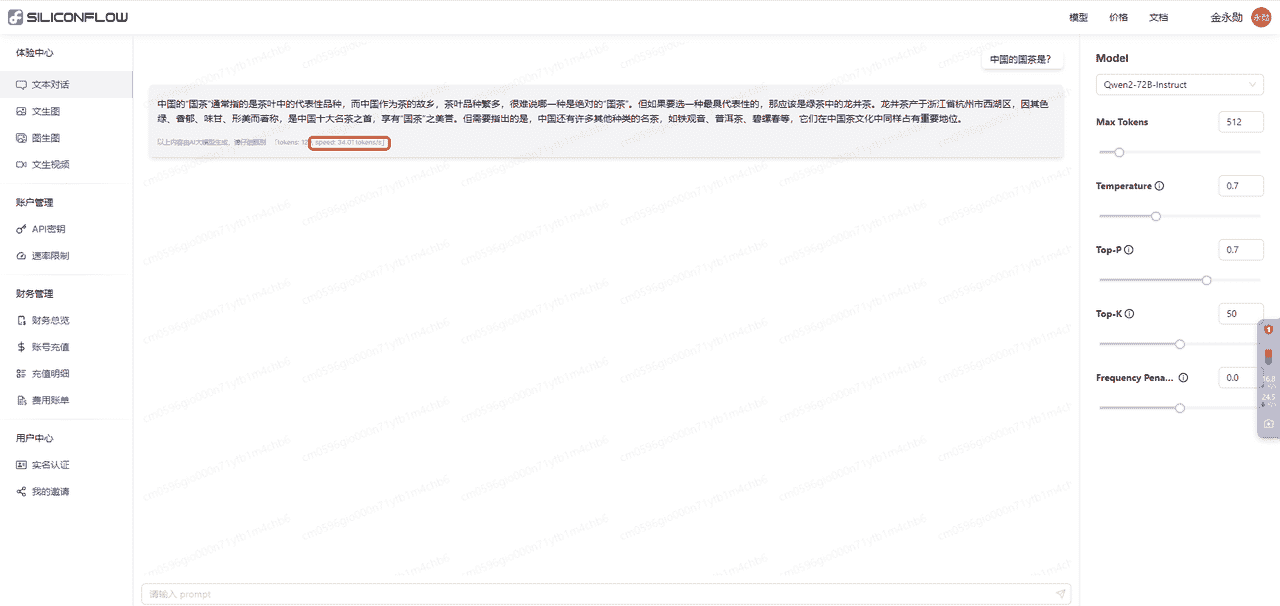 SILICONFLOW
模型
价格
文档
金永勋
永勋
体验中心
文本对话
文生图
图生图
文生视频
账户管理
API密钥
速率限制
财务管理
财务总览
账号充值
充值明细
费用账单
用户中心
实名认证
我的邀请
中国的国茶是?
中国的“国茶”通常指的是茶叶中的代表性品种，而中国作为茶的故乡，茶叶品种繁多，很难说哪一种是绝对的“国茶”。但如果要选一种最具代表性的，那应该是绿茶中的龙井茶。龙井茶产于浙江省杭州市西湖区，因其色
绿、香郁、味甘、形美而著称，是中国十大名茶之首，享有“国茶”之美誉。但需要指出的是，中国还有许多其他种类的名茶，如铁观音、普洱茶、碧螺春等，它们在中国茶文化中同样占有重要地位。
以上内容由AI大模型生成，请仔细甄别 「tokens: 12 speed: 34.01 tokens/s」
请输入 prompt
Model
Qwen2-72B-Instruct
Max Tokens
512
Temperature
0.7
Top-P
0.7
Top-K
50
Frequency Pena...
0.0
16.8
24.5
cm0596gio000n71ytb1m4chb6